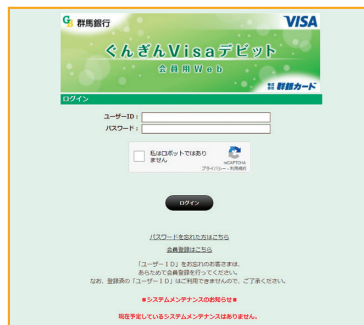 群馬銀行
VISA
ぐんぎんVisaデビット
会員用Web
株式会社 群銀カード
ログイン
ユーザーID：
パスワード：
私はロボットではあり
ません
reCAPTCHA
プライバシー - 利用規約
ログイン
パスワードを忘れた方はこちら
会員登録はこちら
「ユーザーＩＤ」をお忘れのお客さまは、
あらためて会員登録を行ってください。
なお、登録済の「ユーザーＩＤ」はご利用できませんので、ご了承ください。
■システムメンテナンスのお知らせ■
現在予定しているシステムメンテナンスはありません。